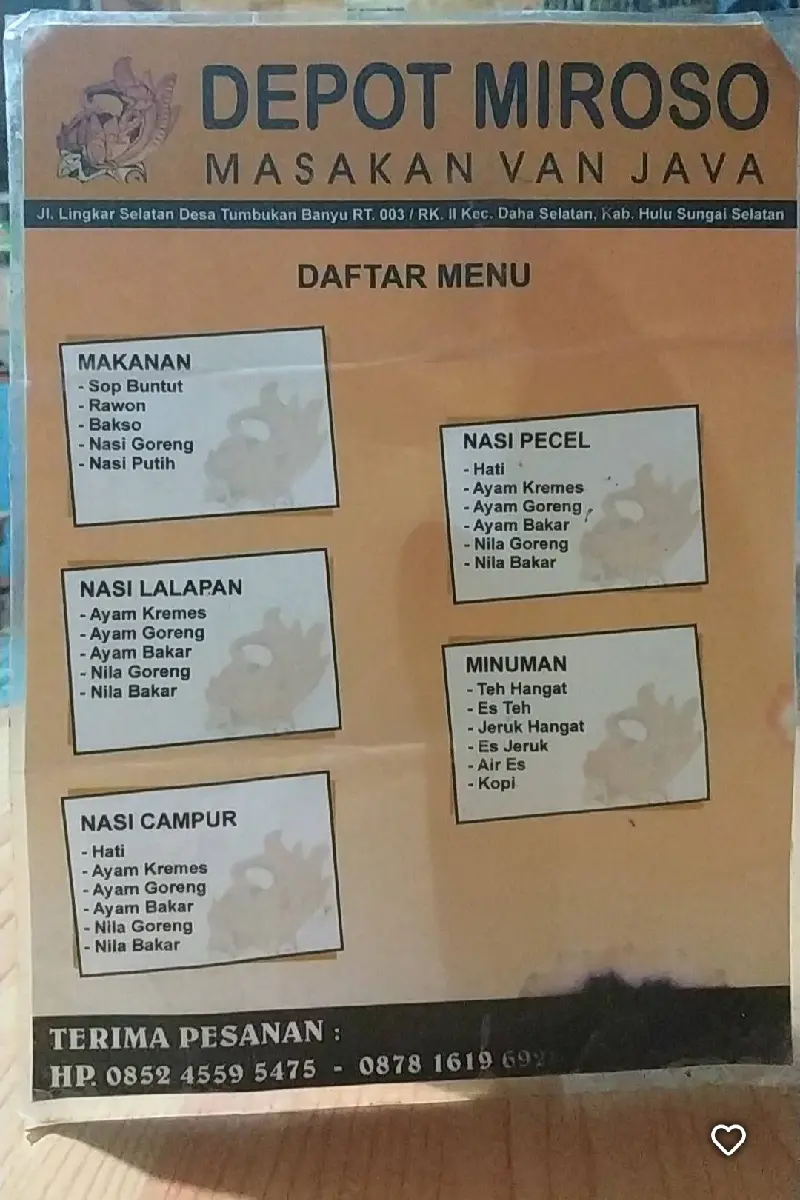 DEPOT MIROSO
MASAKAN VAN JAVA
Jl. Lingkar Selatan Desa Tumbukan Banyu RT. 003 / RK. II Kec. Daha Selatan, Kab. Hulu Sungai Selatan
DAFTAR MENU
MAKANAN
- Sop Buntut
- Rawon
- Bakso
- Nasi Goreng
- Nasi Putih
NASI LALAPAN
- Ayam Kremes
- Ayam Goreng
- Ayam Bakar
- Nila Goreng
- Nila Bakar
NASI CAMPUR
- Hati
- Ayam Kremes
- Ayam Goreng
- Ayam Bakar
- Nila Goreng
- Nila Bakar
NASI PECEL
- Hati
- Ayam Kremes
- Ayam Goreng
- Ayam Bakar
- Nila Goreng
- Nila Bakar
MINUMAN
- Teh Hangat
- Es Teh
- Jeruk Hangat
- Es Jeruk
- Air Es
- Kopi
TERIMA PESANAN :
HP. 0852 4559 5475 - 0878 1619